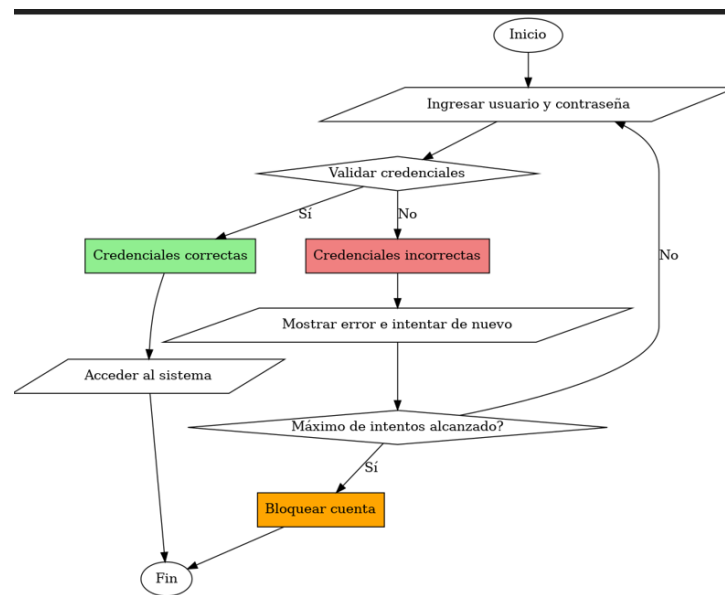 Inicio
Ingresar usuario y contraseña
Validar credenciales
Sí
No
Credenciales correctas
Credenciales incorrectas
No
Mostrar error e intentar de nuevo
Acceder al sistema
Máximo de intentos alcanzado?
Sí
Bloquear cuenta
Fin